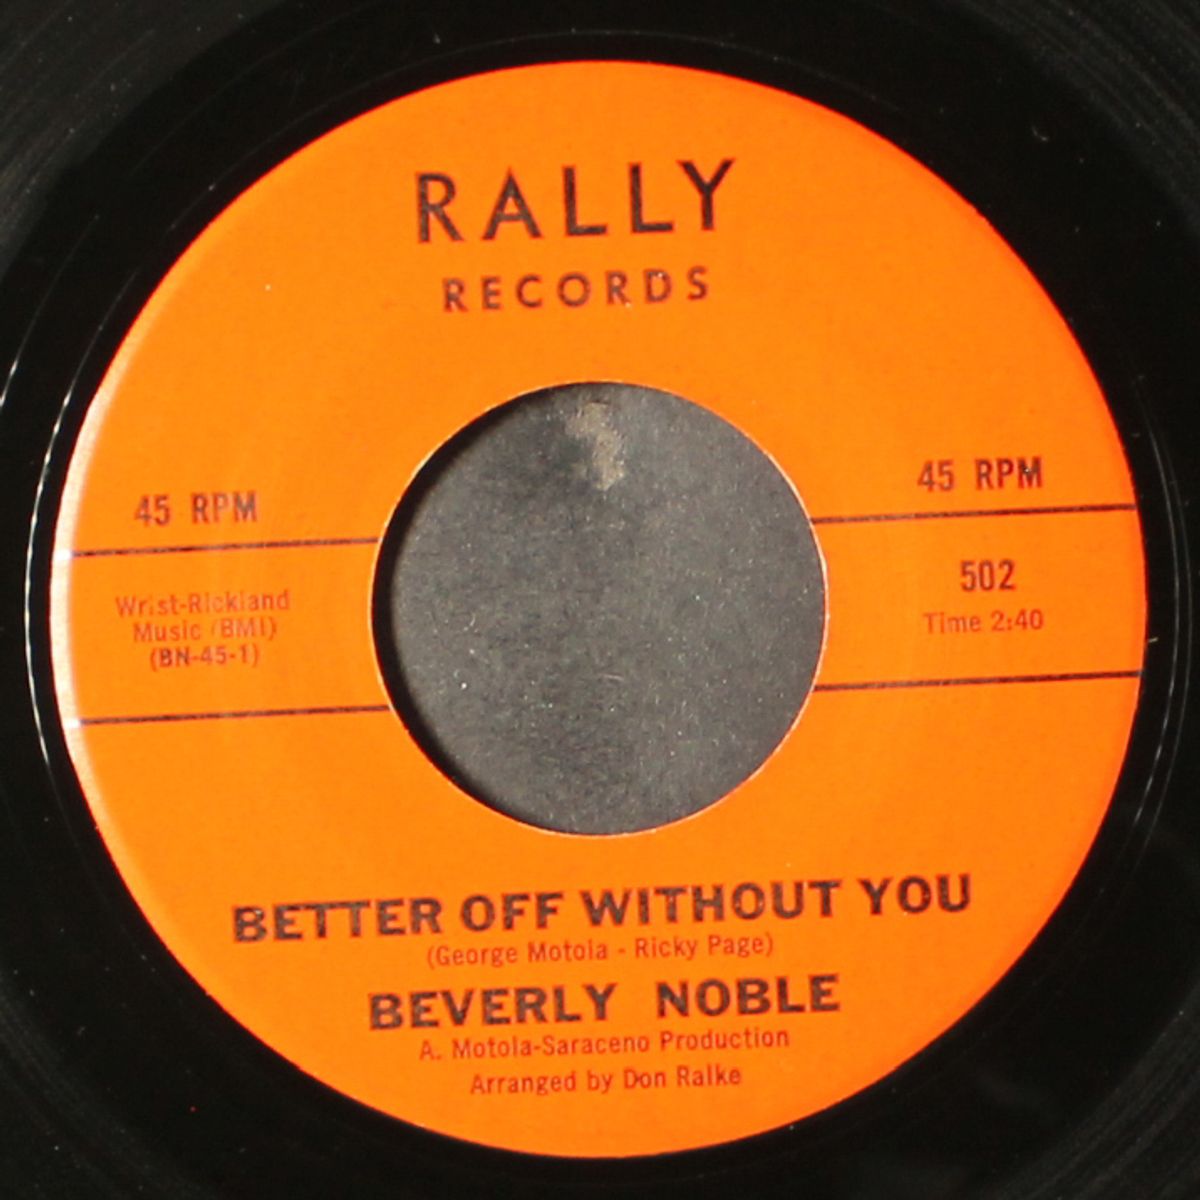 RALLY
RECORDS
45 RPM
45 RPM
Wrist-Rickland
Music (BMI)
(BN-45-1)
502
Time 2:40
BETTER OFF WITHOUT YOU
(George Motola - Ricky Page)
BEVERLY NOBLE
A. Motola-Saraceno Production
Arranged by Don Ralke